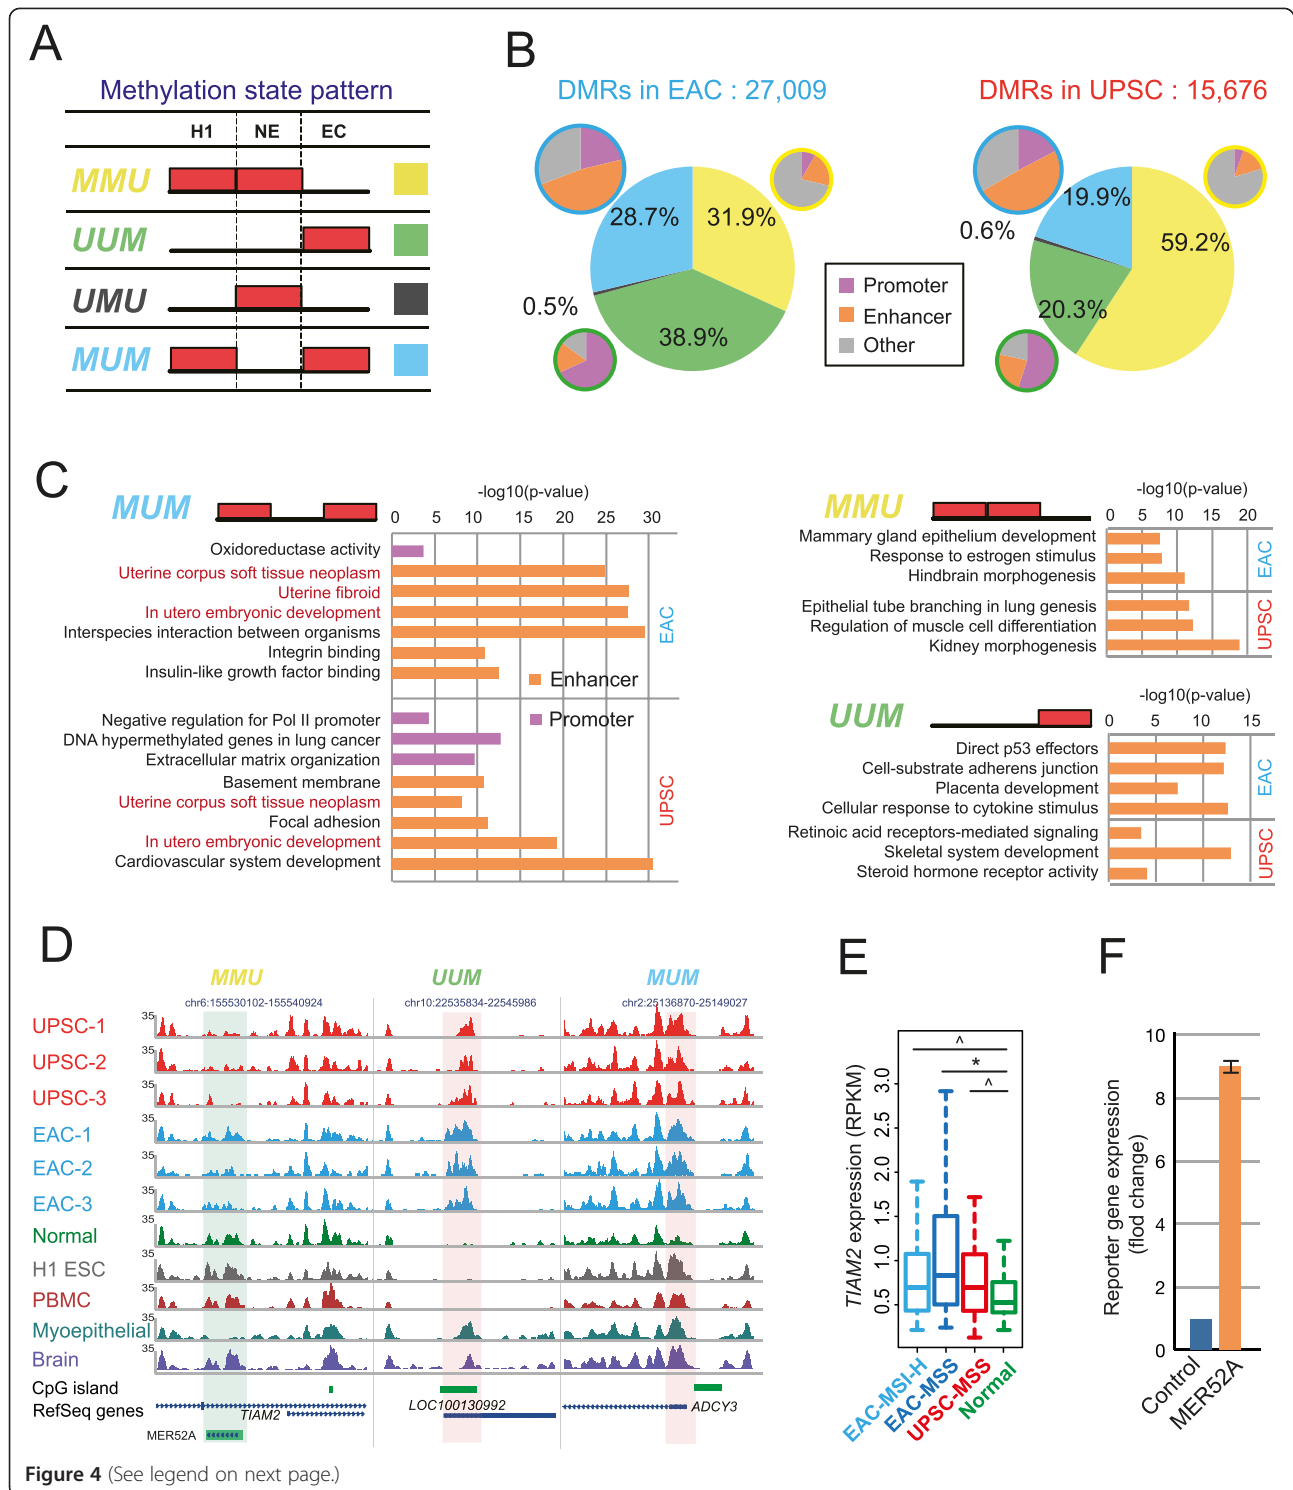 A
Methylation state pattern
H1 NE EC
MMU
UUM
UMU
MUM
B
DMRs in EAC : 27,009
28.7%
31.9%
0.5%
38.9%
Promoter
Enhancer
Other
DMRs in UPSC : 15,676
19.9%
0.6%
59.2%
20.3%
C
MUM
-log10(p-value)
0 5 10 15 20 25 30
Oxidoreductase activity
Uterine corpus soft tissue neoplasm
Uterine fibroid
In utero embryonic development
Interspecies interaction between organisms
Integrin binding
Insulin-like growth factor binding
EAC
Enhancer
Promoter
Negative regulation for Pol II promoter
DNA hypermethylated genes in lung cancer
Extracellular matrix organization
Basement membrane
Uterine corpus soft tissue neoplasm
Focal adhesion
In utero embryonic development
Cardiovascular system development
UPSC
MMU
-log10(p-value)
0 5 10 15 20
Mammary gland epithelium development
Response to estrogen stimulus
Hindbrain morphogenesis
EAC
Epithelial tube branching in lung genesis
Regulation of muscle cell differentiation
Kidney morphogenesis
UPSC
UUM
-log10(p-value)
0 5 10 15
Direct p53 effectors
Cell-substrate adherens junction
Placenta development
Cellular response to cytokine stimulus
EAC
Retinoic acid receptors-mediated signaling
Skeletal system development
Steroid hormone receptor activity
UPSC
D
MMU UUM MUM
chr6:155530102-155540924 chr10:22535834-22545986 chr2:25136870-25149027
UPSC-1 35
UPSC-2 35
UPSC-3 35
EAC-1 35
EAC-2 35
EAC-3 35
Normal 35
H1 ESC 35
PBMC 35
Myoepithelial 35
Brain 35
CpG island
RefSeq genes
TIAM2
LOC100130992
ADCY3
MER52A
E
TIAM2 expression (RPKM)
3.0
2.5
2.0
1.5
1.0
0.5
^
*
^
EAC-MSI-H
EAC-MSS
UPSC-MSS
Normal
F
Reporter gene expression
(flod change)
10
8
6
4
2
0
Control
MER52A
Figure 4 (See legend on next page.)